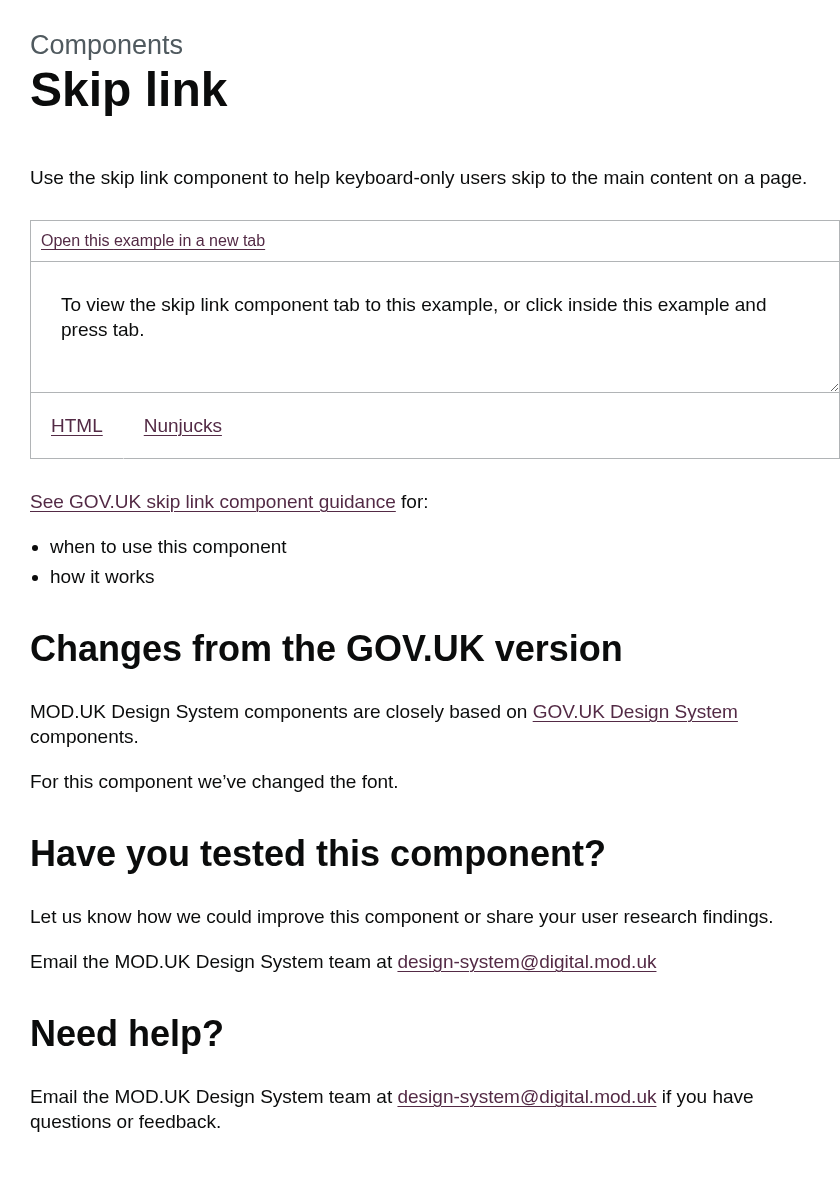 Components
Skip link
Use the skip link component to help keyboard-only users skip to the main content on a page.
Open this example in a new tab
To view the skip link component tab to this example, or click inside this example and
press tab.
HTML Nunjucks
See GOV.UK skip link component guidance for:
when to use this component
how it works
Changes from the GOV.UK version
MOD.UK Design System components are closely based on GOV.UK Design System
components.
For this component we’ve changed the font.
Have you tested this component?
Let us know how we could improve this component or share your user research findings.
Email the MOD.UK Design System team at design-system@digital.mod.uk
Need help?
Email the MOD.UK Design System team at design-system@digital.mod.uk if you have
questions or feedback.